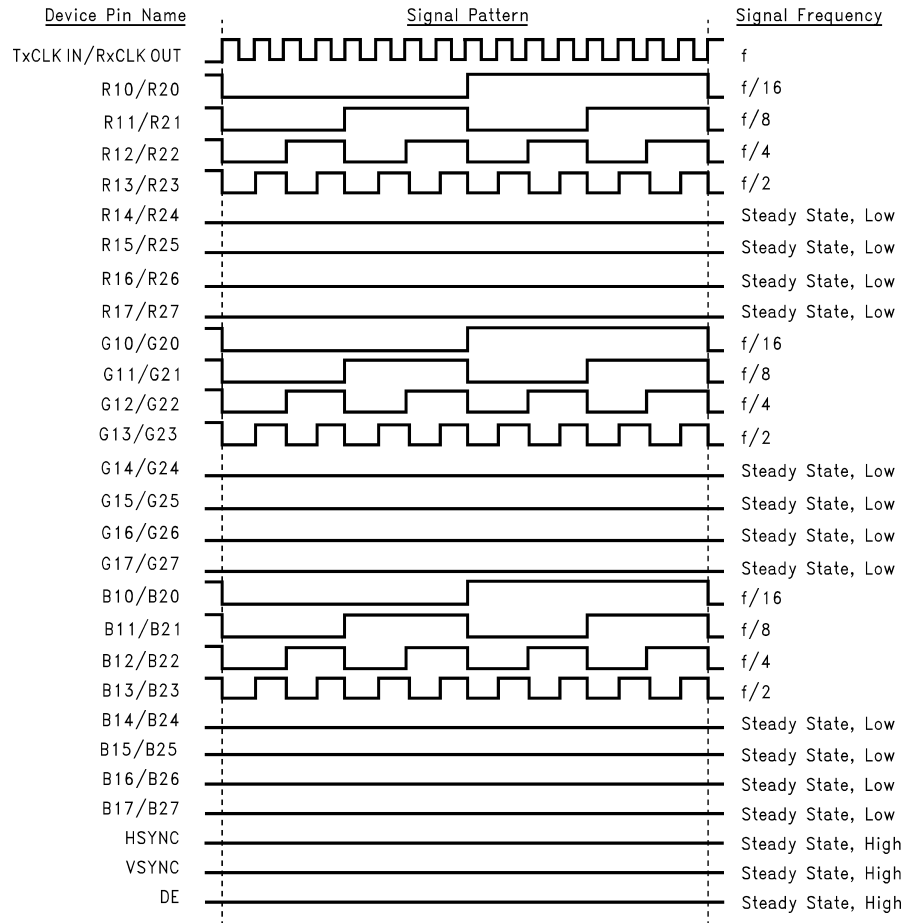 Device Pin Name Signal Pattern Signal Frequency
TxCLK IN/RxCLK OUT f
R10/R20 f/16
R11/R21 f/8
R12/R22 f/4
R13/R23 f/2
R14/R24 Steady State, Low
R15/R25 Steady State, Low
R16/R26 Steady State, Low
R17/R27 Steady State, Low
G10/G20 f/16
G11/G21 f/8
G12/G22 f/4
G13/G23 f/2
G14/G24 Steady State, Low
G15/G25 Steady State, Low
G16/G26 Steady State, Low
G17/G27 Steady State, Low
B10/B20 f/16
B11/B21 f/8
B12/B22 f/4
B13/B23 f/2
B14/B24 Steady State, Low
B15/B25 Steady State, Low
B16/B26 Steady State, Low
B17/B27 Steady State, Low
HSYNC Steady State, High
VSYNC Steady State, High
DE Steady State, High